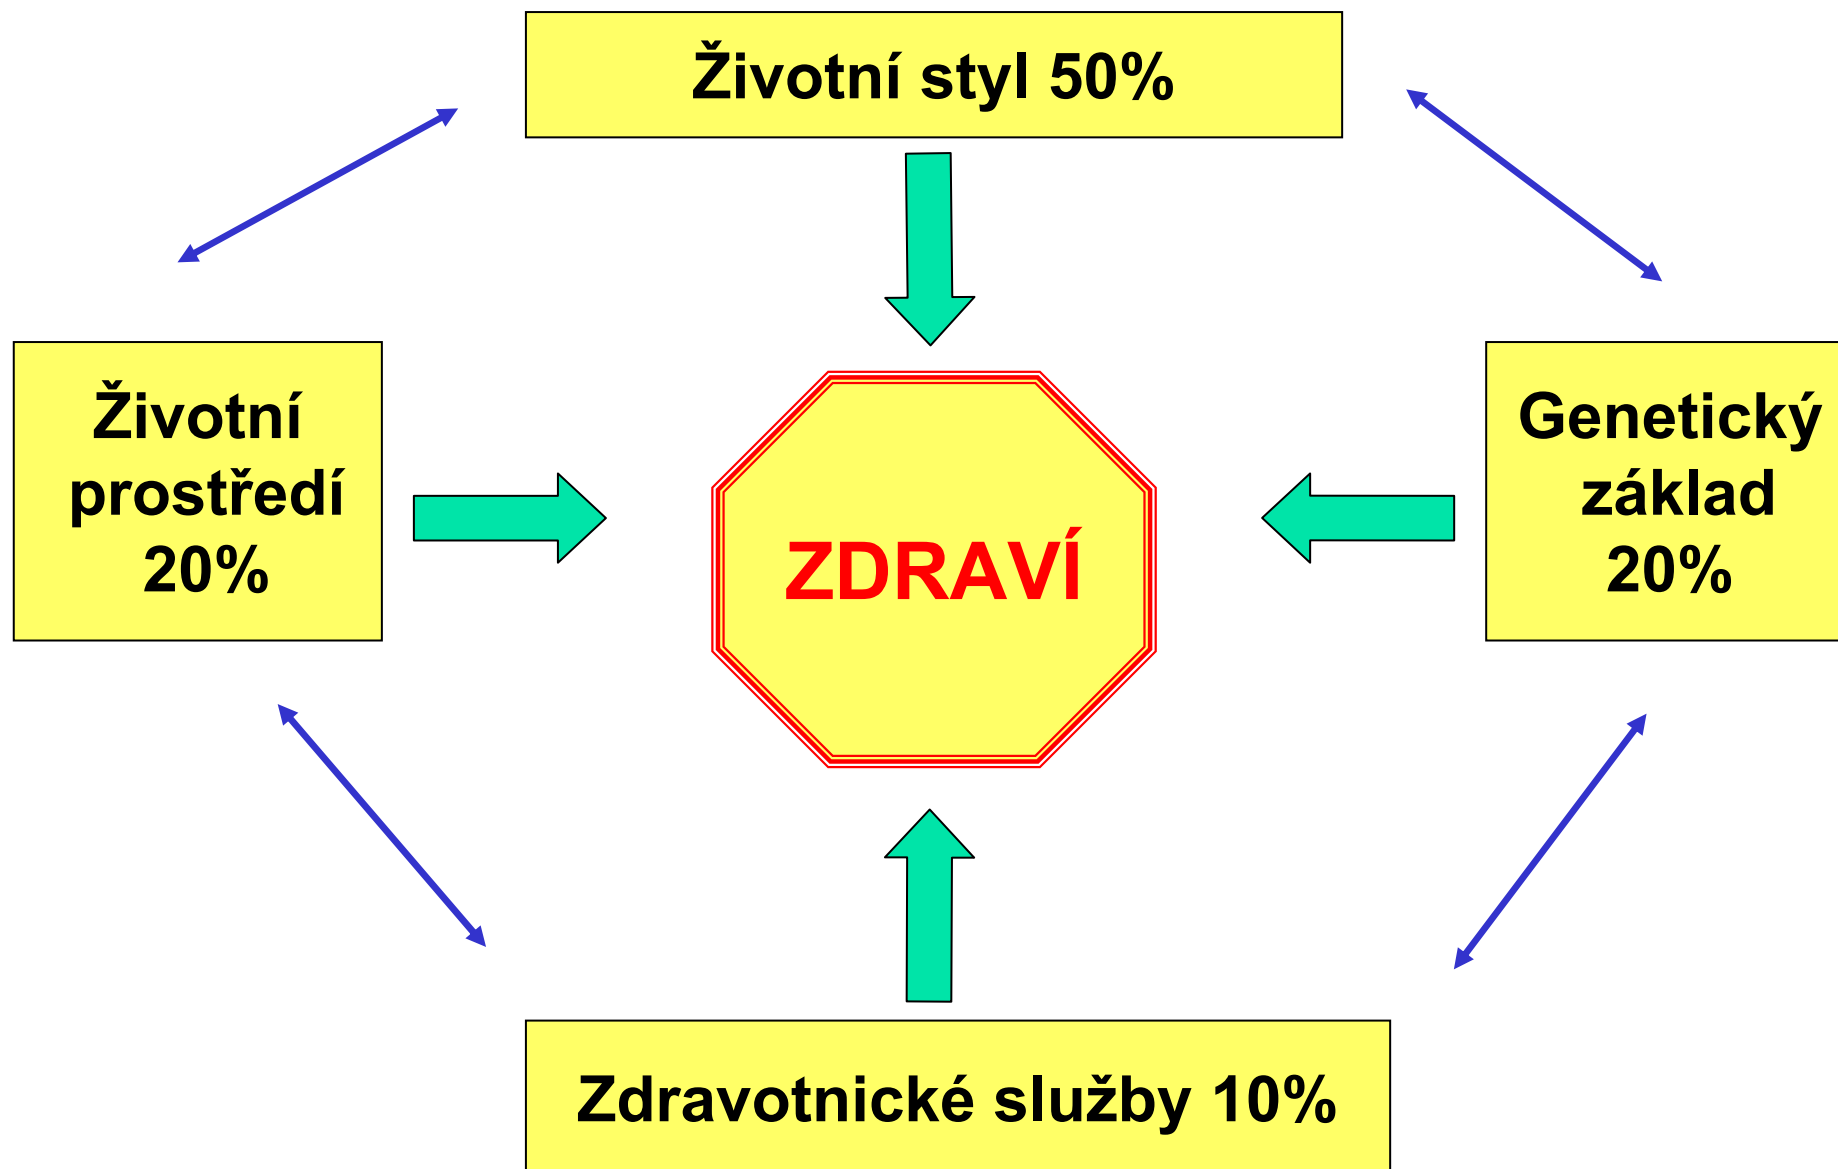 Životní styl 50%
Životní
prostředí
20%
ZDRAVÍ
Genetický
základ
20%
Zdravotnické služby 10%